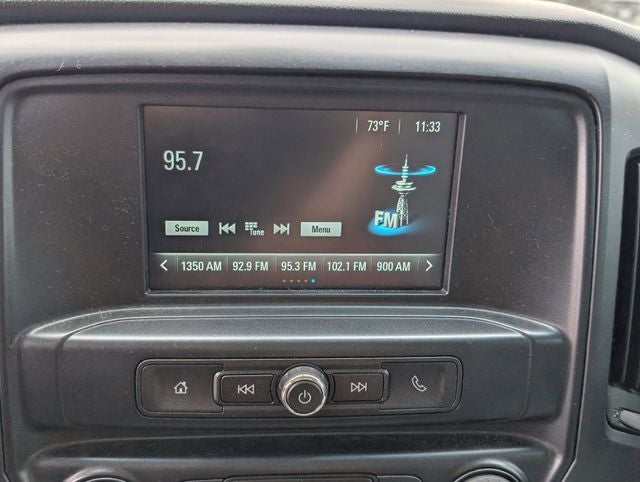 73°F 11:33
95.7
FM
Source Tune Menu
1350 AM 92.9 FM 95.3 FM 102.1 FM 900 AM